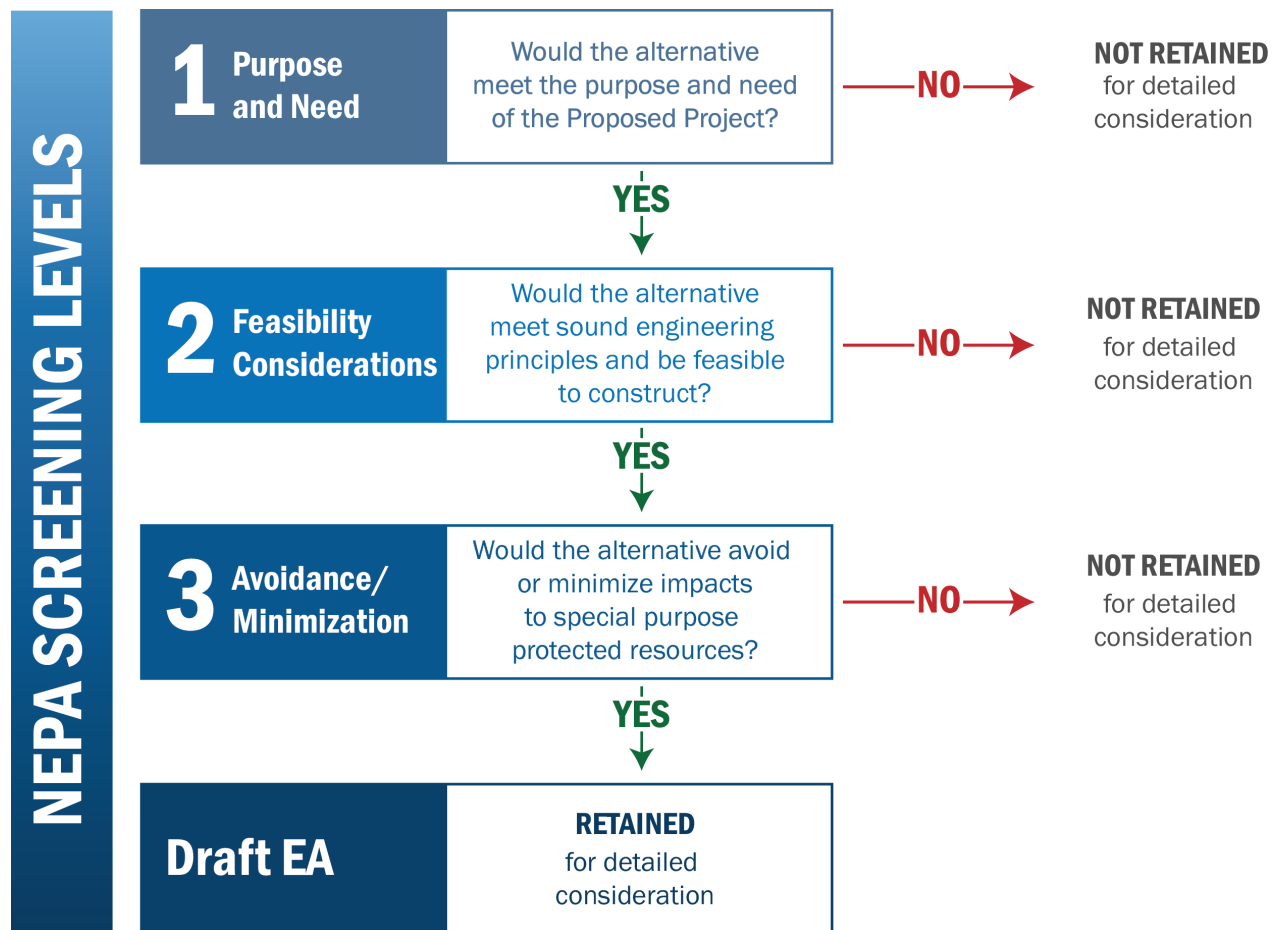 NEPA SCREENING LEVELS
1
Purpose
and Need
Would the alternative
meet the purpose and need
of the Proposed Project?
NO
NOT RETAINED
for detailed
consideration
YES
2
Feasibility
Considerations
Would the alternative
meet sound engineering
principles and be feasible
to construct?
NO
NOT RETAINED
for detailed
consideration
YES
3
Avoidance/
Minimization
Would the alternative avoid
or minimize impacts
to special purpose
protected resources?
NO
NOT RETAINED
for detailed
consideration
YES
Draft EA
RETAINED
for detailed
consideration